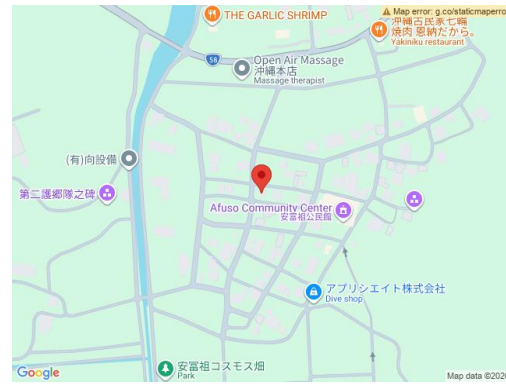 Map error: g.co/staticmaperro
THE GARLIC SHRIMP
沖縄古民家七輪
焼肉 恩納だから。
Yakiniku restaurant
58
Open Air Massage
沖縄本店
Massage therapist
(有)向設備
第二護郷隊之碑
Afuso Community Center
安富祖公民館
アプリシエイト株式会社
Dive shop
安富祖コスモス畑
Park
Google
Map data ©2026